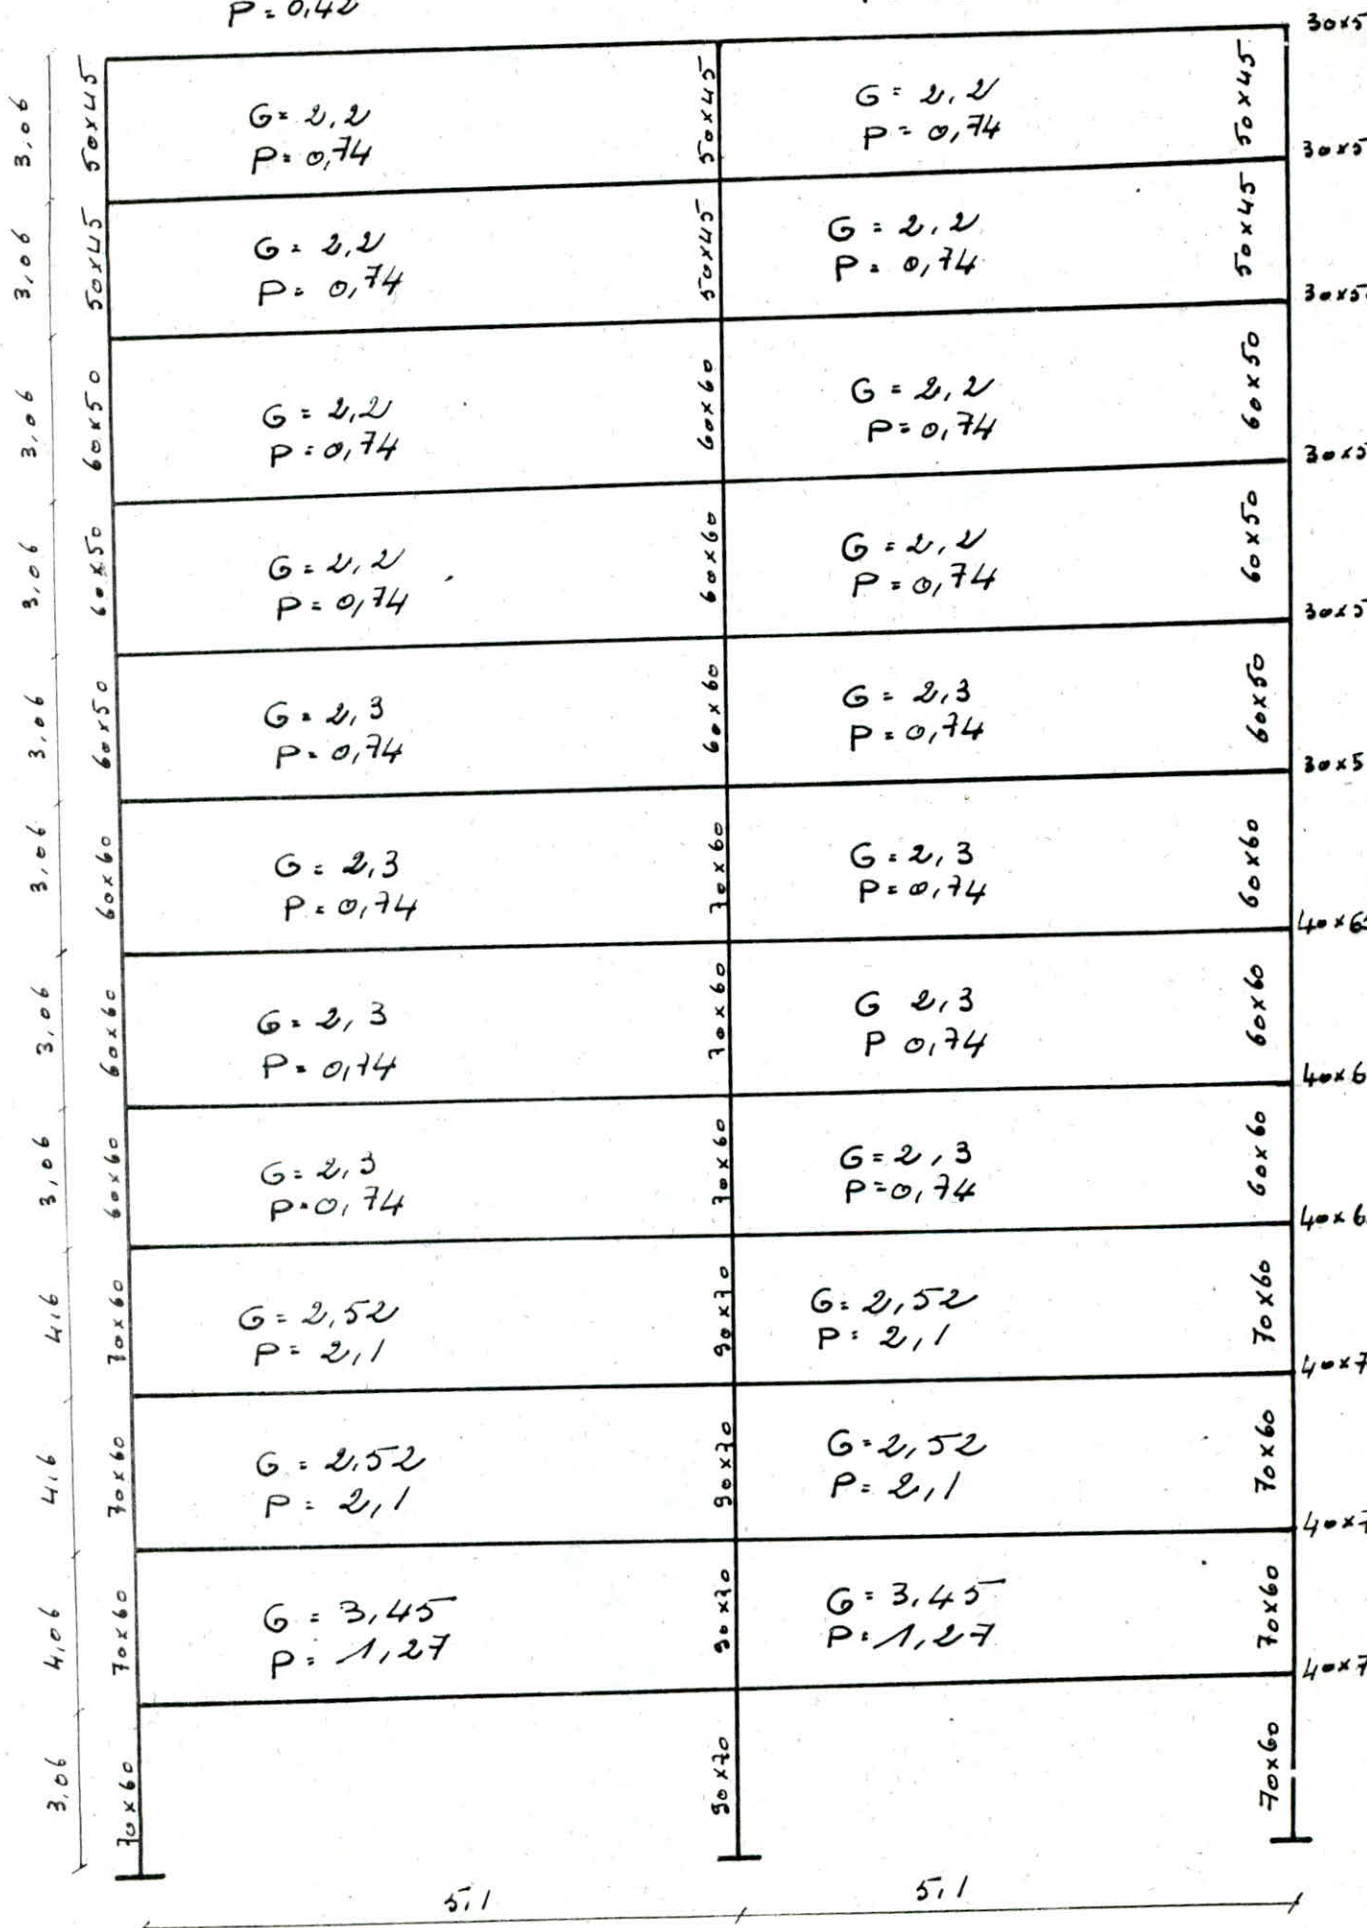 P = 0,42
30x5
3,06
50x45
G = 2,2
P = 0,74
50x45
G = 2,2
P = 0,74
50x45
30x5
3,06
50x45
G = 2,2
P = 0,74
50x45
G = 2,2
P = 0,74
50x45
30x5
3,06
60x50
G = 2,2
P = 0,74
60x60
G = 2,2
P = 0,74
60x50
30x5
3,06
60x50
G = 2,2
P = 0,74
60x60
G = 2,2
P = 0,74
60x50
30x5
3,06
60x50
G = 2,3
P = 0,74
60x60
G = 2,3
P = 0,74
60x50
30x5
3,06
60x60
G = 2,3
P = 0,74
70x60
G = 2,3
P = 0,74
60x60
40x65
3,06
60x60
G = 2,3
P = 0,74
70x60
G 2,3
P 0,74
60x60
40x6
3,06
60x60
G = 2,3
P = 0,74
70x60
G = 2,3
P = 0,74
60x60
40x6
4,6
70x60
G = 2,52
P = 2,1
90x70
G = 2,52
P = 2,1
70x60
40x7
4,6
70x60
G = 2,52
P = 2,1
90x70
G = 2,52
P = 2,1
70x60
40x7
4,06
70x60
G = 3,45
P = 1,27
90x70
G = 3,45
P = 1,27
70x60
40x7
3,06
70x60
90x70
70x60
5,1
5,1